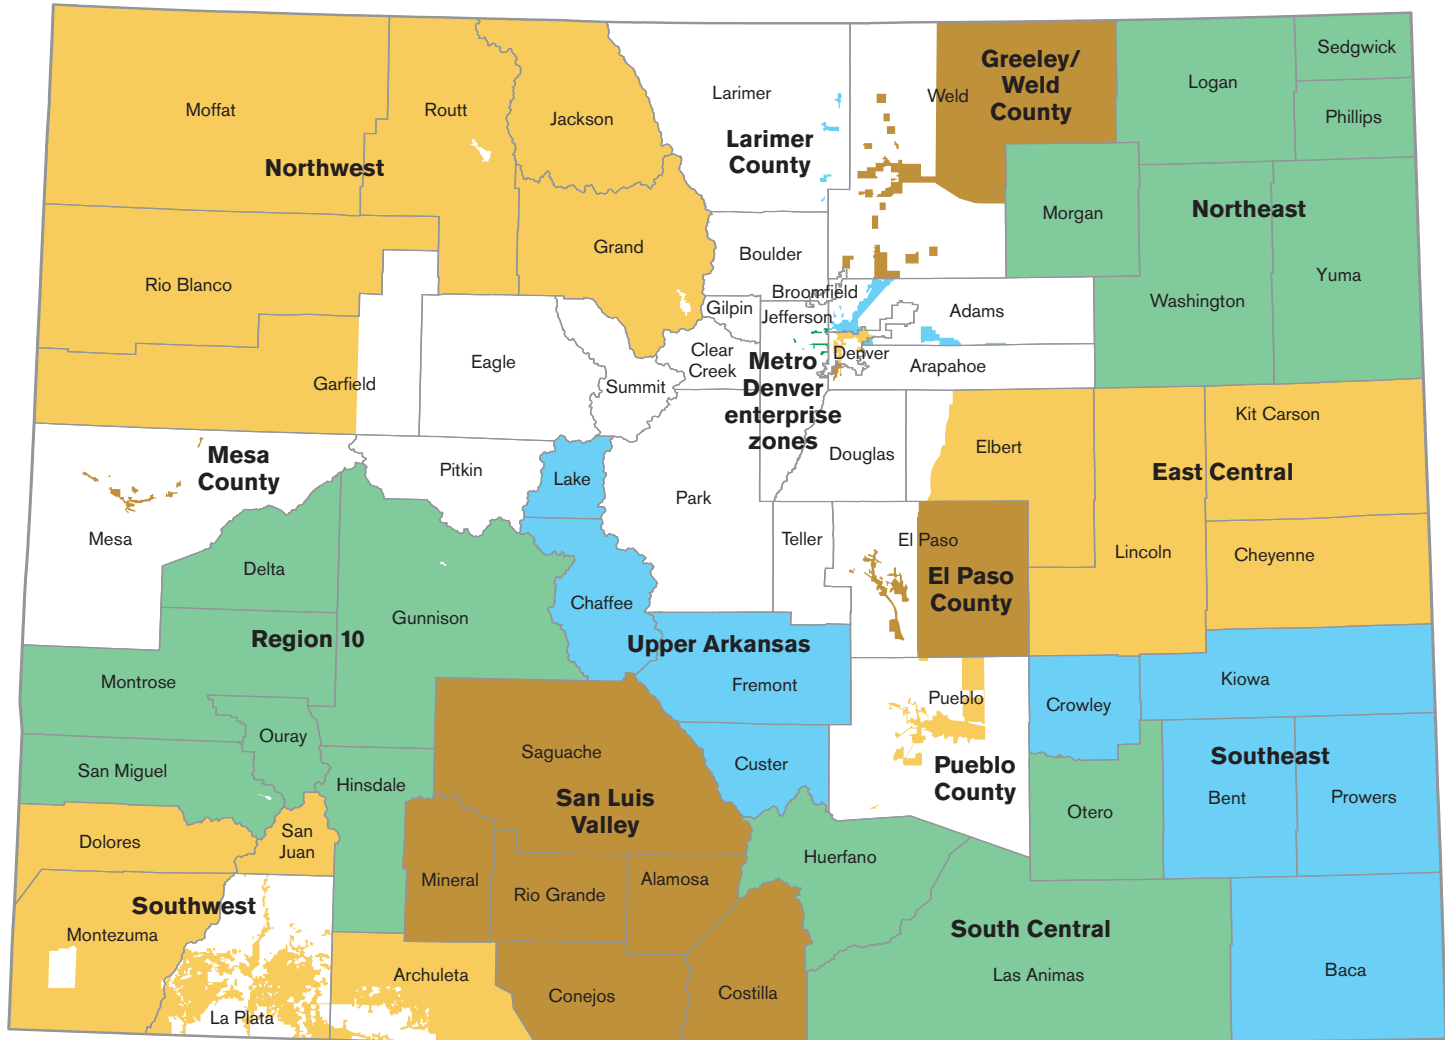 Moffat
Routt
Jackson
Larimer
Larimer
County
Weld
Greeley/
Weld
County
Logan
Sedgwick
Phillips
Northwest
Rio Blanco
Grand
Boulder
Morgan
Northeast
Washington
Yuma
Broomfield
Gilpin
Jefferson
Adams
Clear
Creek
Denver
Arapahoe
Metro
Denver
enterprise
zones
Garfield
Eagle
Summit
Douglas
Elbert
Kit Carson
East Central
Lincoln
Cheyenne
Mesa
County
Mesa
Pitkin
Lake
Park
Teller
El Paso
El Paso
County
Delta
Gunnison
Chaffee
Region 10
Upper Arkansas
Fremont
Montrose
Ouray
San Miguel
Hinsdale
Saguache
San Luis
Valley
Custer
Pueblo
Pueblo
County
Crowley
Kiowa
Southeast
Otero
Bent
Prowers
Dolores
San
Juan
Mineral
Rio Grande
Alamosa
Huerfano
Southwest
Montezuma
La Plata
Archuleta
Conejos
Costilla
South Central
Las Animas
Baca